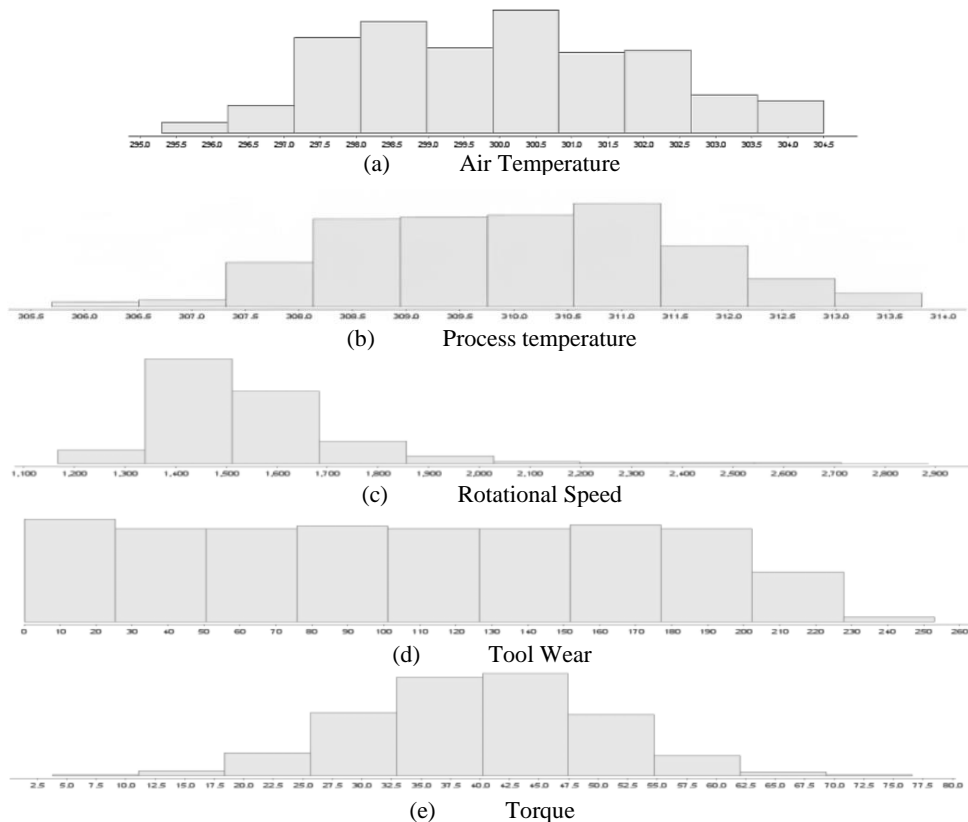 295.0 295.5 296.0 296.5 297.0 297.5 298.0 298.5 299.0 299.5 300.0 300.5 301.0 301.5 302.0 302.5 303.0 303.5 304.0 304.5
(a) Air Temperature
305.5 306.0 306.5 307.0 307.5 308.0 308.5 309.0 309.5 310.0 310.5 311.0 311.5 312.0 312.5 313.0 313.5 314.0
(b) Process temperature
1,100 1,200 1,300 1,400 1,500 1,600 1,700 1,800 1,900 2,000 2,100 2,200 2,300 2,400 2,500 2,600 2,700 2,800 2,900
(c) Rotational Speed
0 10 20 30 40 50 60 70 80 90 100 110 120 130 140 150 160 170 180 190 200 210 220 230 240 250 260
(d) Tool Wear
2.5 5.0 7.5 10.0 12.5 15.0 17.5 20.0 22.5 25.0 27.5 30.0 32.5 35.0 37.5 40.0 42.5 45.0 47.5 50.0 52.5 55.0 57.5 60.0 62.5 65.0 67.5 70.0 72.5 75.0 77.5 80.0
(e) Torque